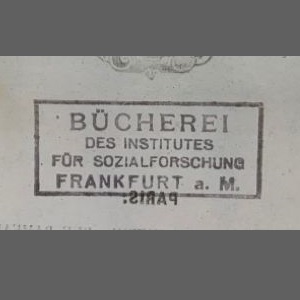 BÜCHEREI
DES INSTITUTES
FÜR SOZIALFORSCHUNG
FRANKFURT a. M.
PARIS: